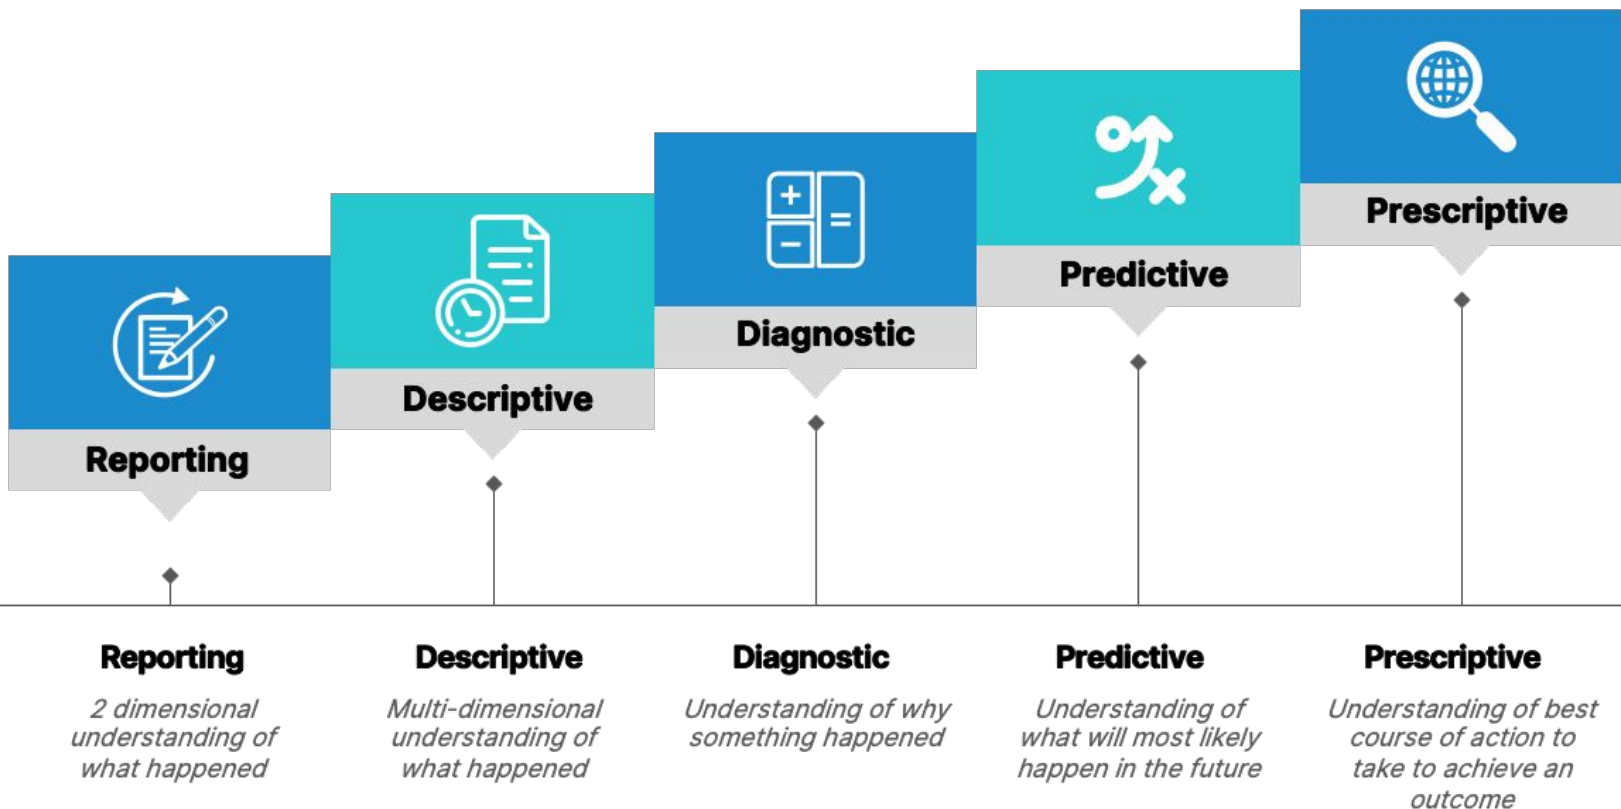 Reporting
Descriptive
Diagnostic
Predictive
Prescriptive
Reporting
2 dimensional
understanding of
what happened
Descriptive
Multi-dimensional
understanding of
what happened
Diagnostic
Understanding of why
something happened
Predictive
Understanding of
what will most likely
happen in the future
Prescriptive
Understanding of best
course of action to
take to achieve an
outcome